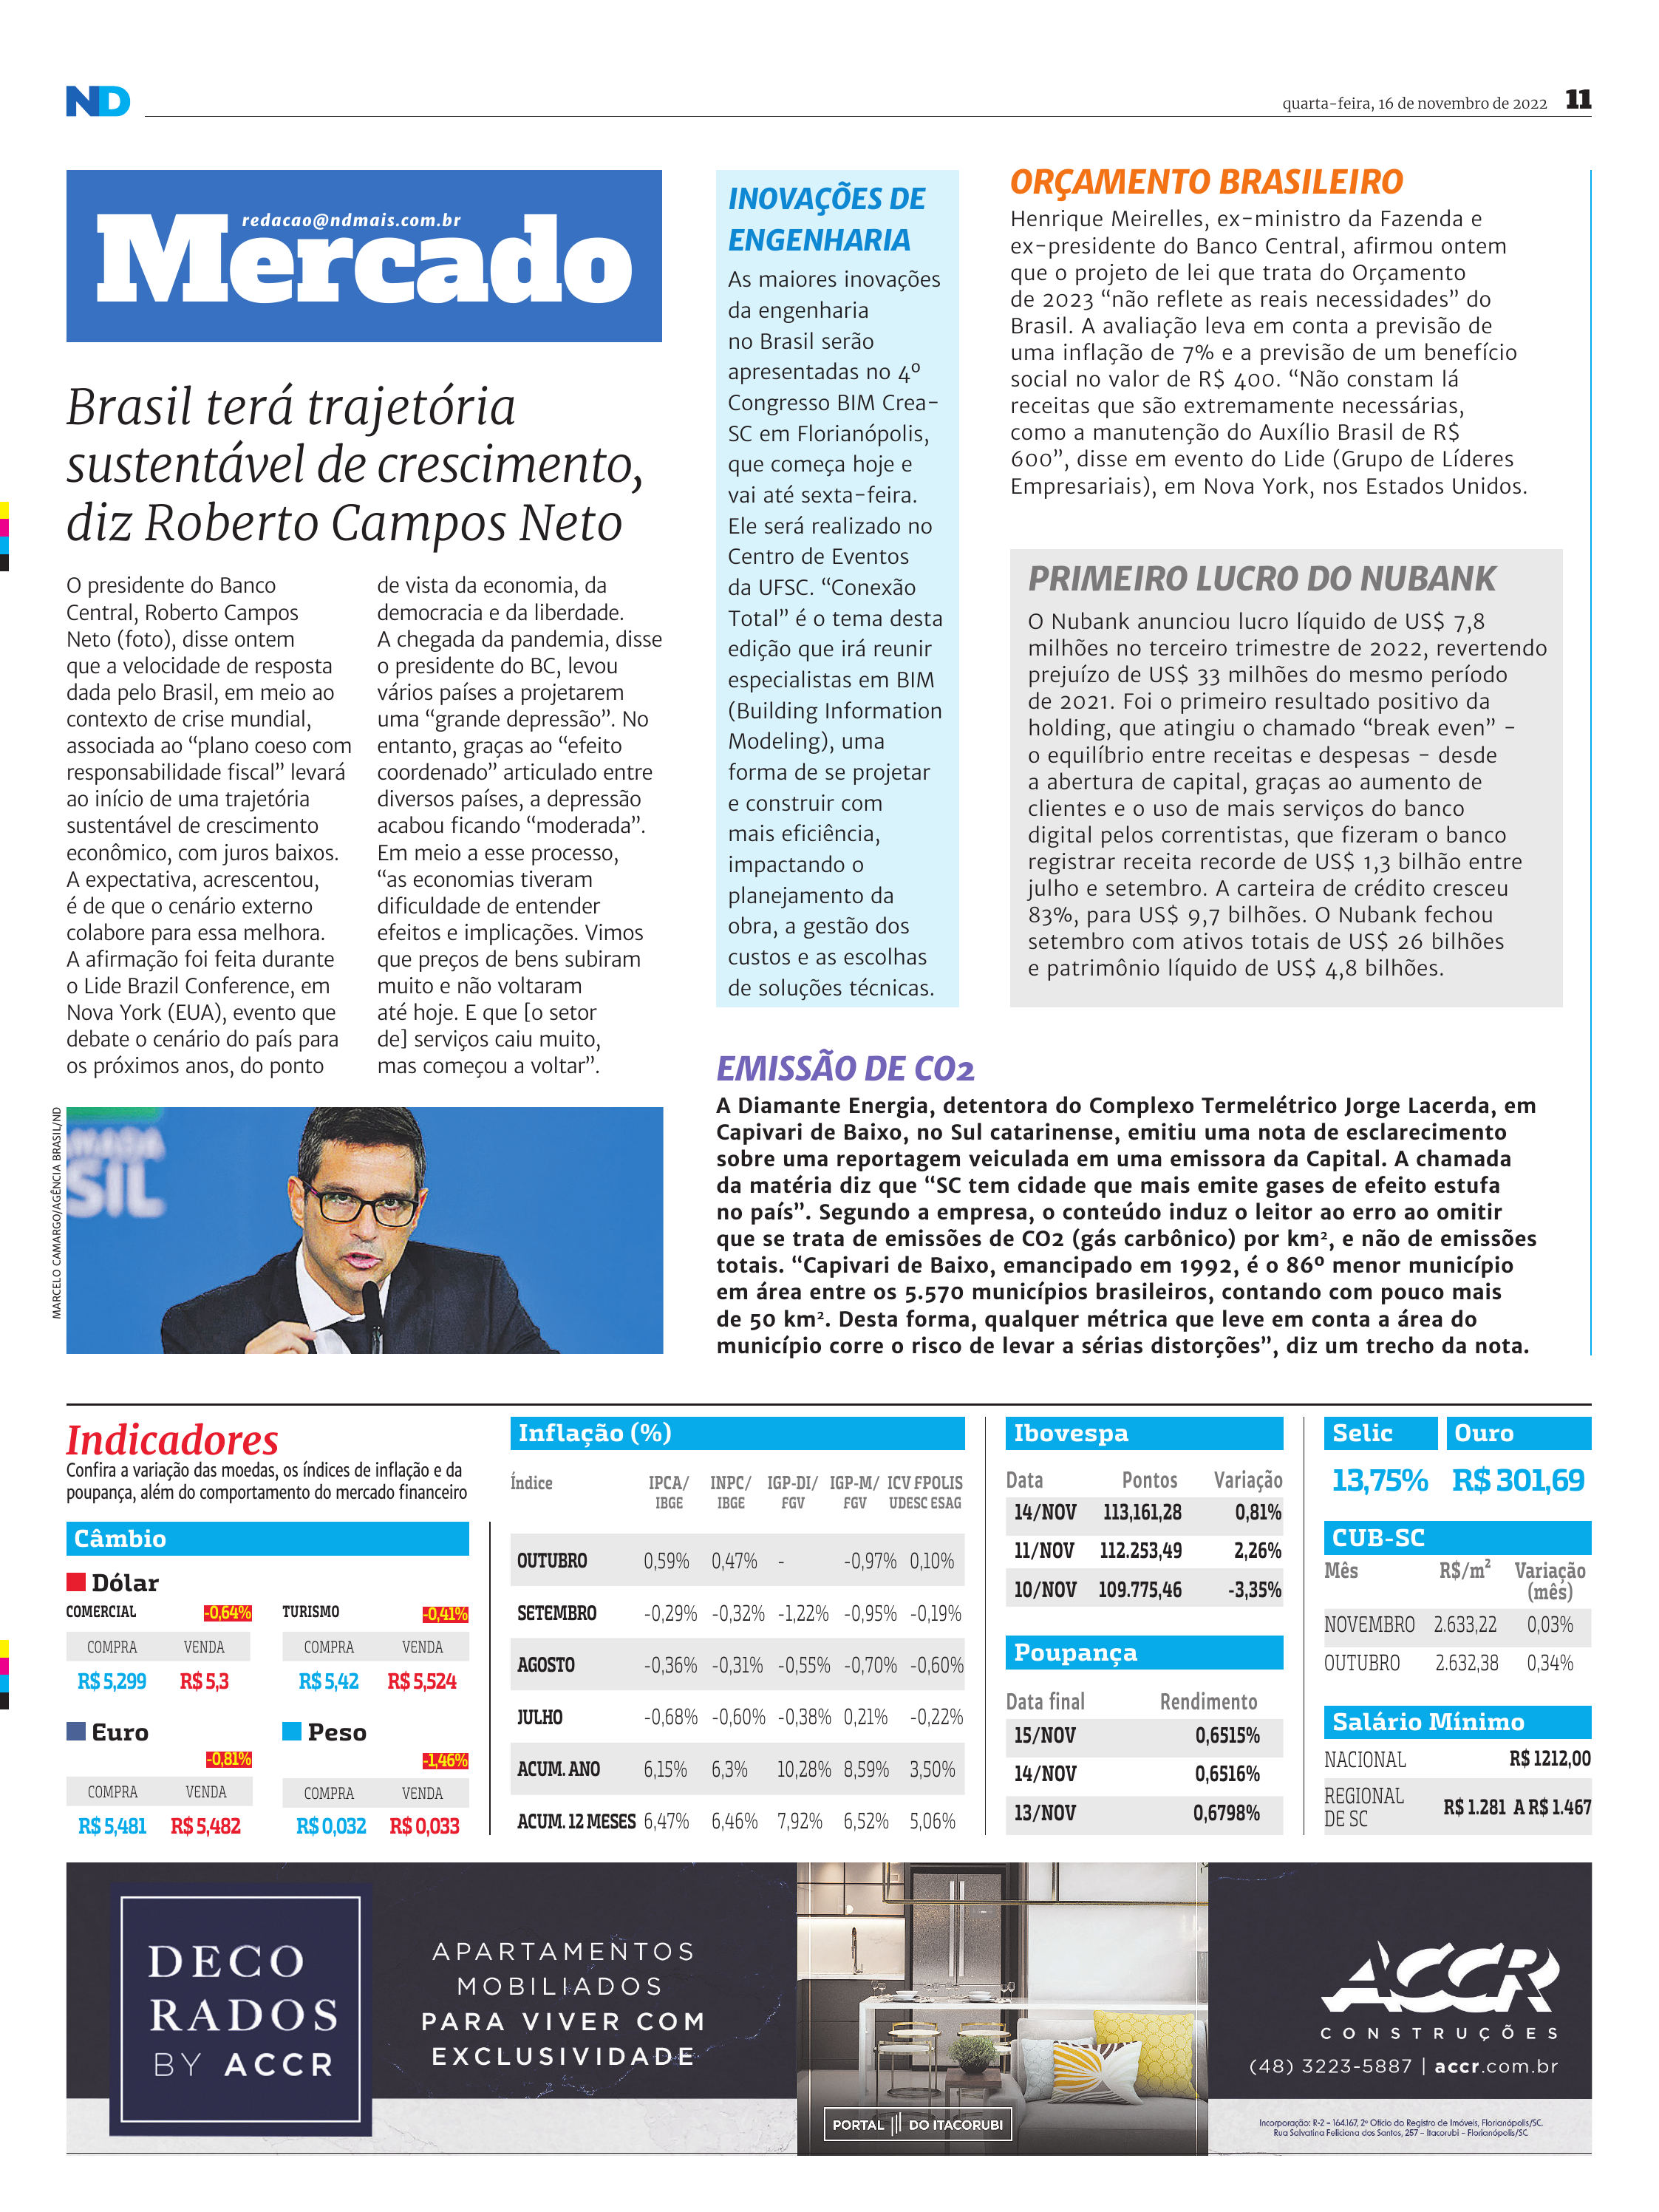 ND
quarta-feira, 16 de novembro de 2022 11
redacao@ndmais.com.br
Mercado
Brasil terá trajetória
sustentável de crescimento,
diz Roberto Campos Neto
O presidente do Banco
Central, Roberto Campos
Neto (foto), disse ontem
que a velocidade de resposta
dada pelo Brasil, em meio ao
contexto de crise mundial,
associada ao “plano coeso com
responsabilidade fiscal” levará
ao início de uma trajetória
sustentável de crescimento
econômico, com juros baixos.
A expectativa, acrescentou,
é de que o cenário externo
colabore para essa melhora.
A afirmação foi feita durante
o Lide Brazil Conference, em
Nova York (EUA), evento que
debate o cenário do país para
os próximos anos, do ponto
de vista da economia, da
democracia e da liberdade.
A chegada da pandemia, disse
o presidente do BC, levou
vários países a projetarem
uma “grande depressão”. No
entanto, graças ao “efeito
coordenado” articulado entre
diversos países, a depressão
acabou ficando “moderada”.
Em meio a esse processo,
“as economias tiveram
dificuldade de entender
efeitos e implicações. Vimos
que preços de bens subiram
muito e não voltaram
até hoje. E que [o setor
de] serviços caiu muito,
mas começou a voltar”.
MARCELO CAMARGO/AGÊNCIA BRASIL/ND
AMADA
SIL
INOVAÇÕES DE
ENGENHARIA
As maiores inovações
da engenharia
no Brasil serão
apresentadas no 4º
Congresso BIM Crea-
SC em Florianópolis,
que começa hoje e
vai até sexta-feira.
Ele será realizado no
Centro de Eventos
da UFSC. “Conexão
Total” é o tema desta
edição que irá reunir
especialistas em BIM
(Building Information
Modeling), uma
forma de se projetar
e construir com
mais eficiência,
impactando o
planejamento da
obra, a gestão dos
custos e as escolhas
de soluções técnicas.
ORÇAMENTO BRASILEIRO
Henrique Meirelles, ex-ministro da Fazenda e
ex-presidente do Banco Central, afirmou ontem
que o projeto de lei que trata do Orçamento
de 2023 “não reflete as reais necessidades” do
Brasil. A avaliação leva em conta a previsão de
uma inflação de 7% e a previsão de um benefício
social no valor de R$ 400. “Não constam lá
receitas que são extremamente necessárias,
como a manutenção do Auxílio Brasil de R$
600”, disse em evento do Lide (Grupo de Líderes
Empresariais), em Nova York, nos Estados Unidos.
PRIMEIRO LUCRO DO NUBANK
O Nubank anunciou lucro líquido de US$ 7,8
milhões no terceiro trimestre de 2022, revertendo
prejuízo de US$ 33 milhões do mesmo período
de 2021. Foi o primeiro resultado positivo da
holding, que atingiu o chamado “break even” -
o equilíbrio entre receitas e despesas - desde
a abertura de capital, graças ao aumento de
clientes e o uso de mais serviços do banco
digital pelos correntistas, que fizeram o banco
registrar receita recorde de US$ 1,3 bilhão entre
julho e setembro. A carteira de crédito cresceu
83%, para US$ 9,7 bilhões. O Nubank fechou
setembro com ativos totais de US$ 26 bilhões
e patrimônio líquido de US$ 4,8 bilhões.
EMISSÃO DE CO2
A Diamante Energia, detentora do Complexo Termelétrico Jorge Lacerda, em
Capivari de Baixo, no Sul catarinense, emitiu uma nota de esclarecimento
sobre uma reportagem veiculada em uma emissora da Capital. A chamada
da matéria diz que “SC tem cidade que mais emite gases de efeito estufa
no país”. Segundo a empresa, o conteúdo induz o leitor ao erro ao omitir
que se trata de emissões de CO2 (gás carbônico) por km², e não de emissões
totais. “Capivari de Baixo, emancipado em 1992, é o 86º menor município
em área entre os 5.570 municípios brasileiros, contando com pouco mais
de 50 km². Desta forma, qualquer métrica que leve em conta a área do
município corre o risco de levar a sérias distorções”, diz um trecho da nota.
Indicadores
Confira a variação das moedas, os índices de inflação e da
poupança, além do comportamento do mercado financeiro
Câmbio
Dólar
COMERCIAL -0,64% TURISMO -0,41%
COMPRA VENDA COMPRA VENDA
R$ 5,299 R$ 5,3 R$ 5,42 R$ 5,524
Euro Peso
-0,81% -1,46%
COMPRA VENDA COMPRA VENDA
R$ 5,481 R$ 5,482 R$ 0,032 R$ 0,033
Inflação (%)
Índice IPCA/ INPC/ IGP-DI/ IGP-M/ ICV FPOLIS
IBGE IBGE FGV FGV UDESC ESAG
OUTUBRO 0,59% 0,47% - -0,97% 0,10%
SETEMBRO -0,29% -0,32% -1,22% -0,95% -0,19%
AGOSTO -0,36% -0,31% -0,55% -0,70% -0,60%
JULHO -0,68% -0,60% -0,38% 0,21% -0,22%
ACUM. ANO 6,15% 6,3% 10,28% 8,59% 3,50%
ACUM. 12 MESES 6,47% 6,46% 7,92% 6,52% 5,06%
Ibovespa
Data Pontos Variação
14/NOV 113,161,28 0,81%
11/NOV 112.253,49 2,26%
10/NOV 109.775,46 -3,35%
Poupança
Data final Rendimento
15/NOV 0,6515%
14/NOV 0,6516%
13/NOV 0,6798%
Selic Ouro
13,75% R$ 301,69
CUB-SC
Mês R$/m² Variação
(mês)
NOVEMBRO 2.633,22 0,03%
OUTUBRO 2.632,38 0,34%
Salário Mínimo
NACIONAL R$ 1212,00
REGIONAL
DE SC R$ 1.281 A R$ 1.467
DECO
RADOS
BY ACCR
APARTAMENTOS
MOBILIADOS
PARA VIVER COM
EXCLUSIVIDADE
PORTAL DO ITACORUBI
ACCR
CONSTRUÇÕES
(48) 3223-5887 | accr.com.br
Incorporação: R-2 - 164.167, 2º Ofício do Registro de Imóveis, Florianópolis/SC.
Rua Salvatina Feliciana dos Santos, 257 - Itacorubi - Florianópolis/SC.